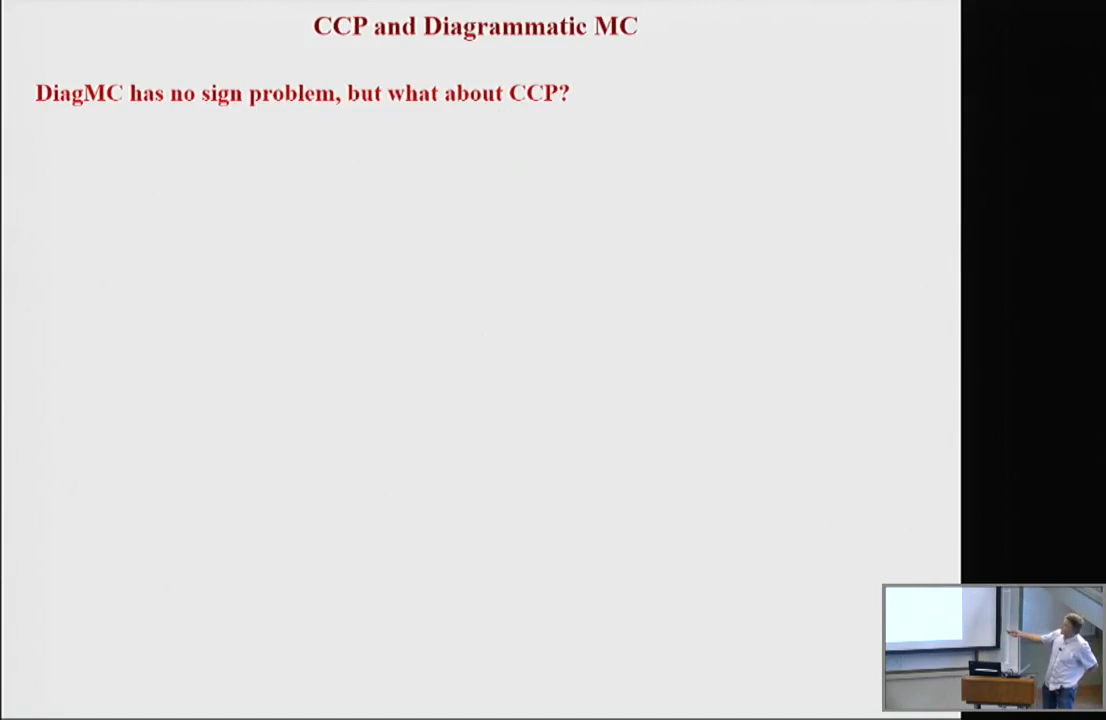 CCP and Diagrammatic MC
DiagMC has no sign problem, but what about CCP?